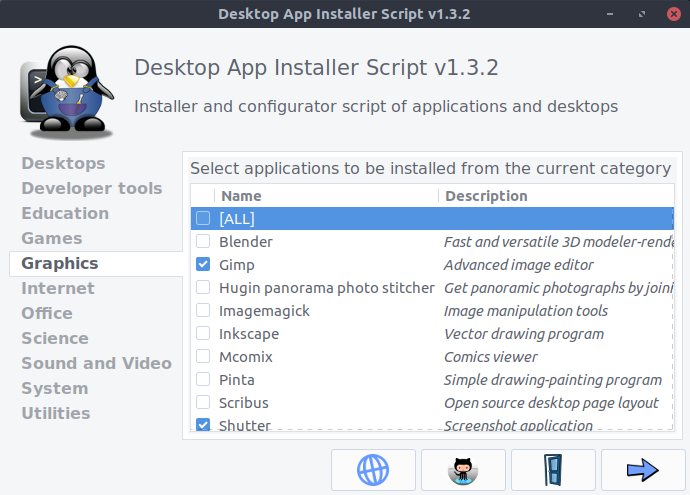 Desktop App Installer Script v1.3.2
Desktop App Installer Script v1.3.2
Installer and configurator script of applications and desktops
Desktops
Developer tools
Education
Games
Graphics
Internet
Office
Science
Sound and Video
System
Utilities
Select applications to be installed from the current category
Name Description
[ALL]
Blender Fast and versatile 3D modeler-rende
Gimp Advanced image editor
Hugin panorama photo stitcher Get panoramic photographs by joini
Imagemagick Image manipulation tools
Inkscape Vector drawing program
Mcomix Comics viewer
Pinta Simple drawing-painting program
Scribus Open source desktop page layout
Shutter Screenshot application